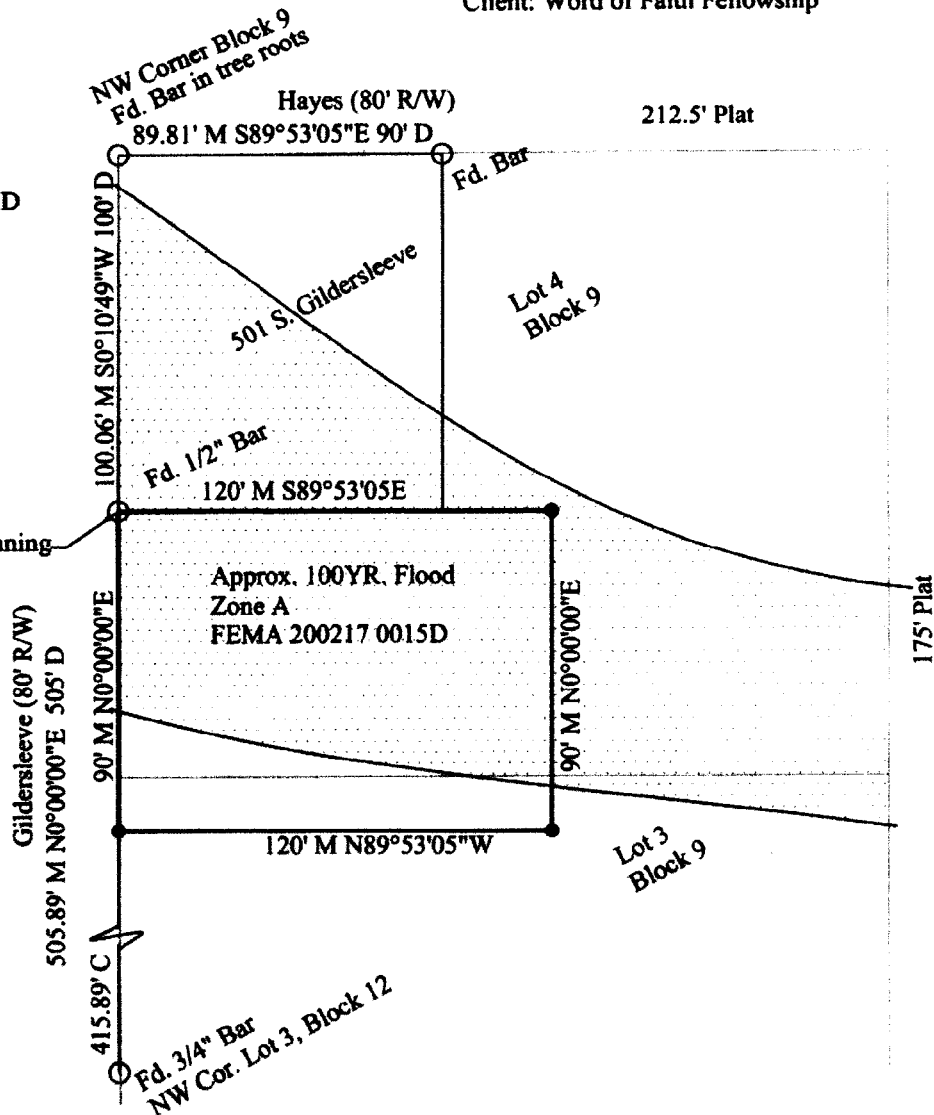 Client: Word of Faith Fellowship
NW Corner Block 9
Fd. Bar in tree roots
Hayes (80' R/W)
212.5' Plat
89.81' M S89°53'05"E 90' D
Fd. Bar
D
100.06' M S0°10'49"W 100' D
501 S. Gildersleeve
Lot 4
Block 9
Fd. 1/2" Bar
120' M S89°53'05E
ning
Approx. 100YR. Flood
Zone A
FEMA 200217 0015D
90' M N0°00'00"E
90' M N0°00'00"E
175' Plat
Gildersleeve (80' R/W)
505.89' M N0°00'00"E 505' D
120' M N89°53'05"W
Lot 3
Block 9
415.89' C
Fd. 3/4" Bar
NW Cor. Lot 3, Block 12